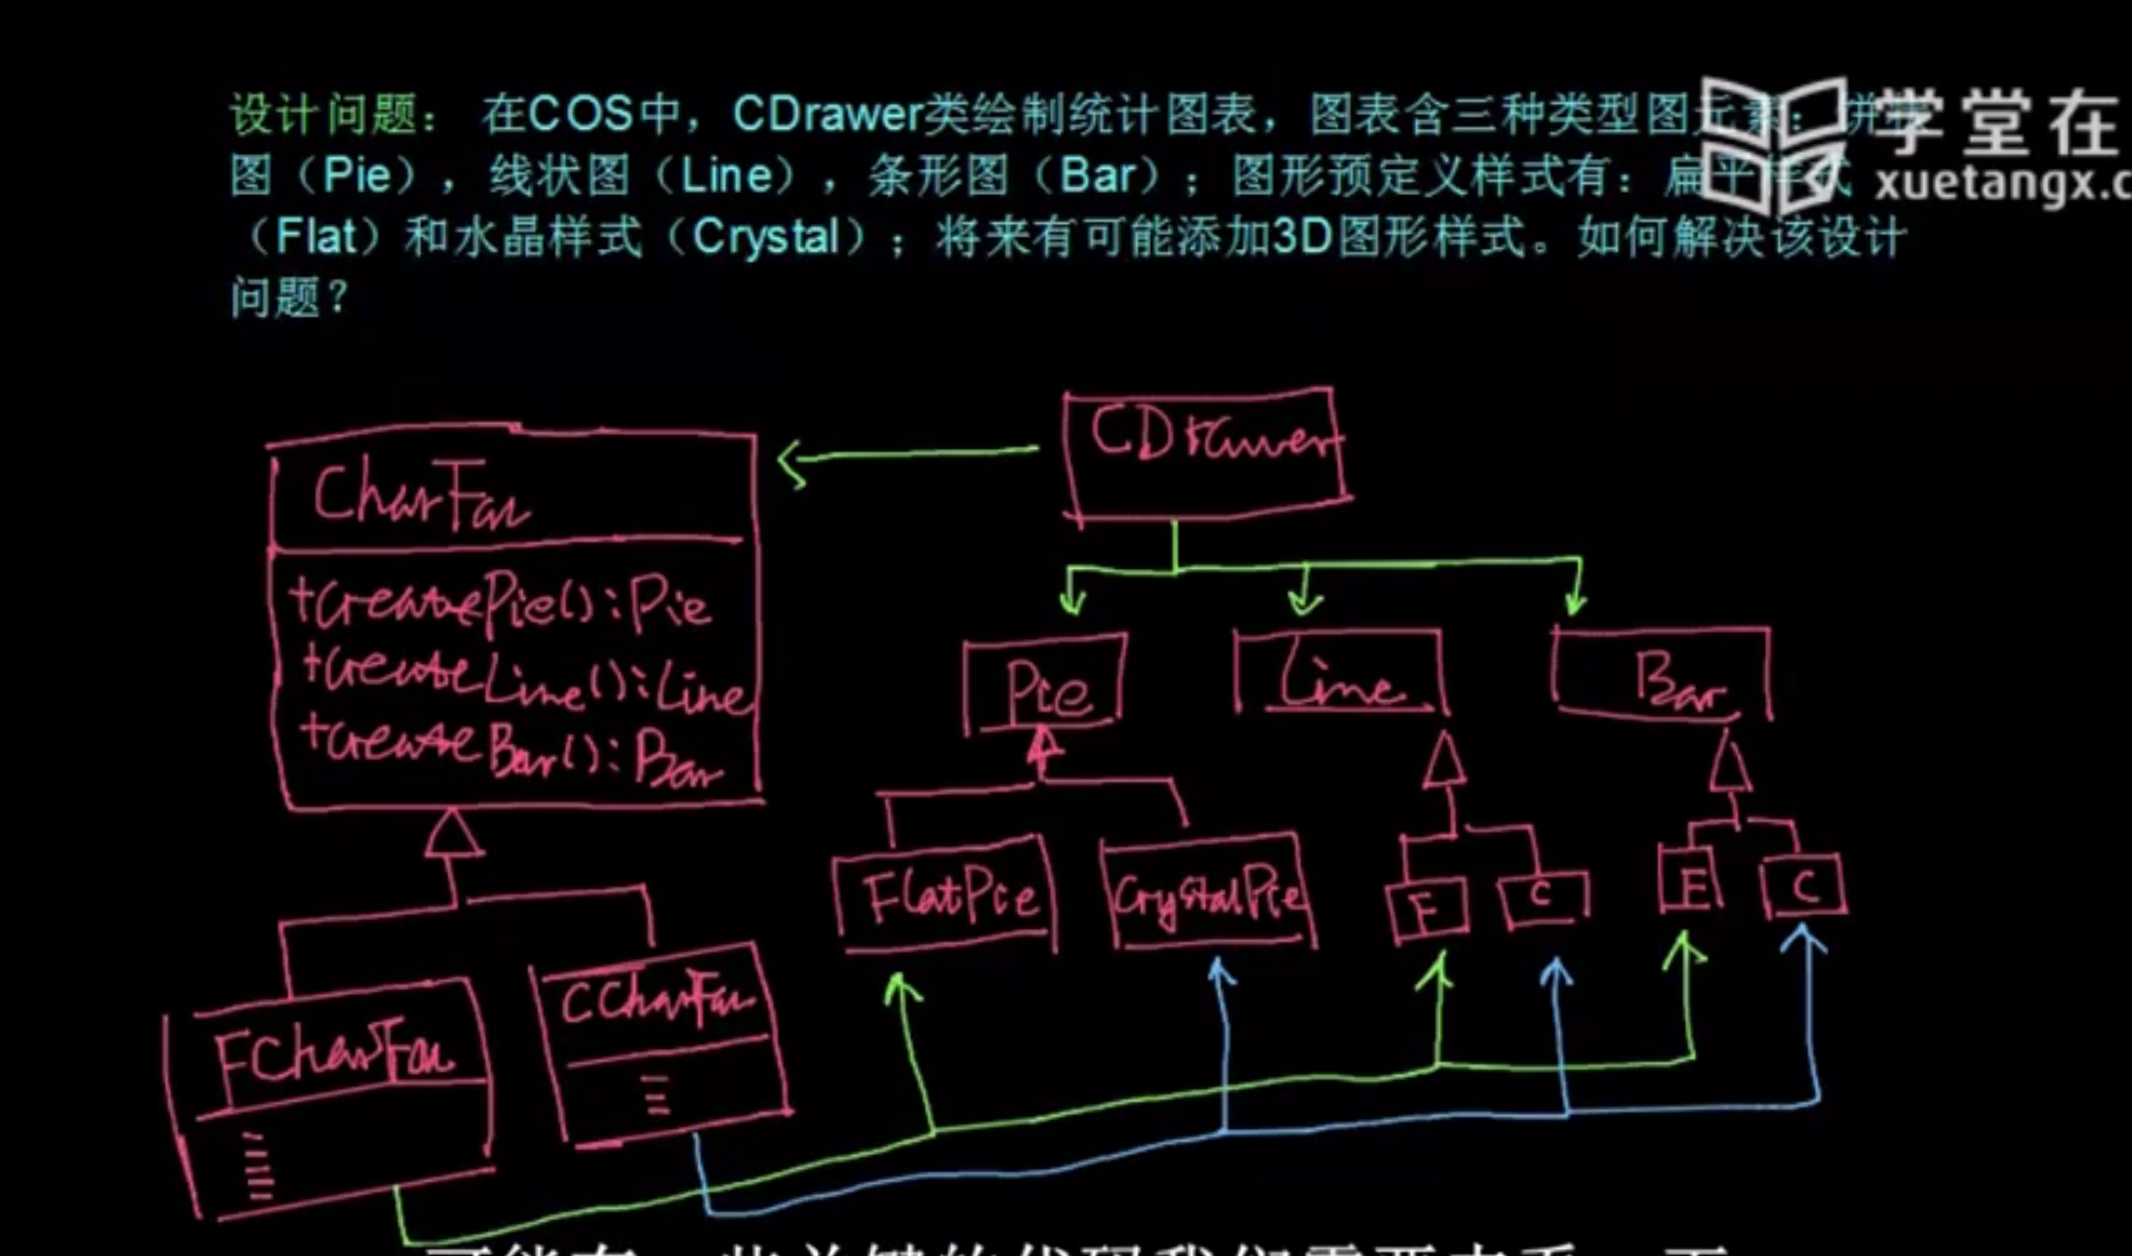 设计问题： 在COS中，CDrawer类绘制统计图表，图表含三种类型图元素：
图（Pie），线状图（Line），条形图（Bar）；图形预定义样式有：扁平样式
（Flat）和水晶样式（Crystal）；将来有可能添加3D图形样式。如何解决该设计
问题？
学堂在
xuetangx.c
CDrawer
CharFac
+createPie():Pie
+createLine():Line
+createBar():Bar
Pie
Line
Bar
FlatPie
CrystalPie
F
C
F
C
FCharFac
CCharFac